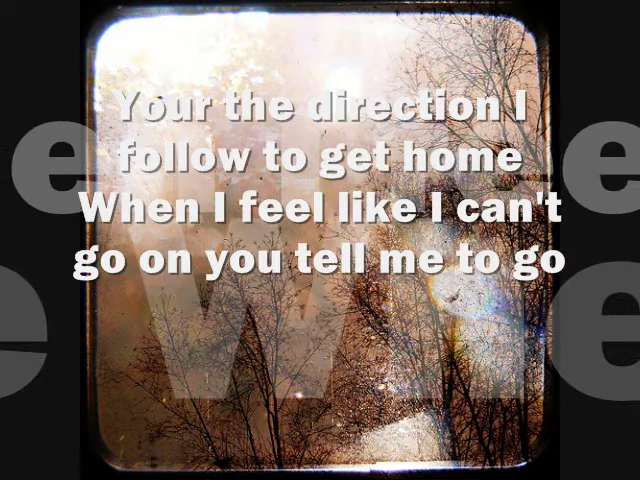 Your the direction I
follow to get home
When I feel like I can't
go on you tell me to go